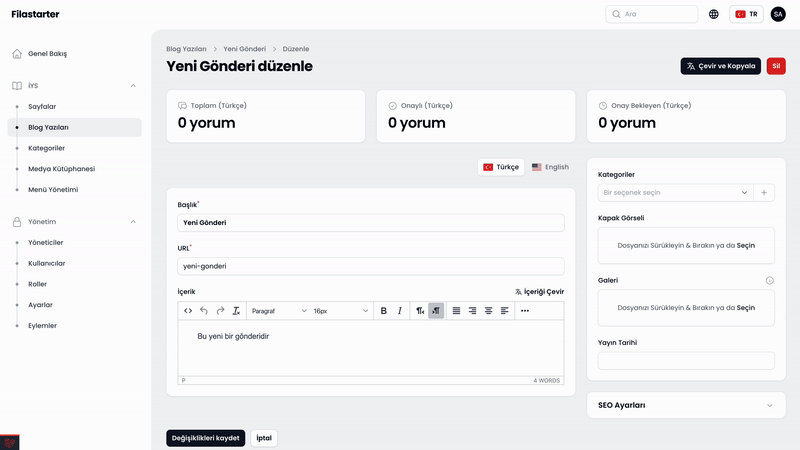 Filastarter
Ara
TR
SA
Genel Bakış
İYS
Sayfalar
Blog Yazıları
Kategoriler
Medya Kütüphanesi
Menü Yönetimi
Yönetim
Yöneticiler
Kullanıcılar
Roller
Ayarlar
Eylemler
Blog Yazıları > Yeni Gönderi > Düzenle
Yeni Gönderi düzenle
Çevir ve Kopyala
Sil
Toplam (Türkçe)
0 yorum
Onaylı (Türkçe)
0 yorum
Onay Bekleyen (Türkçe)
0 yorum
Türkçe
English
Başlık*
Yeni Gönderi
URL*
yeni-gonderi
İçerik
İçeriği Çevir
Paragraf
16px
B I
Bu yeni bir gönderidir
P
4 WORDS
Değişiklikleri kaydet
İptal
Kategoriler
Bir seçenek seçin
Kapak Görseli
Dosyanızı Sürükleyin & Bırakın ya da Seçin
Galeri
Dosyanızı Sürükleyin & Bırakın ya da Seçin
Yayın Tarihi
SEO Ayarları